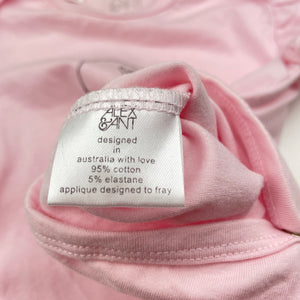 ALEX
&ANT
designed
in
australia with love
95% cotton
5% elastane
applique designed to fray